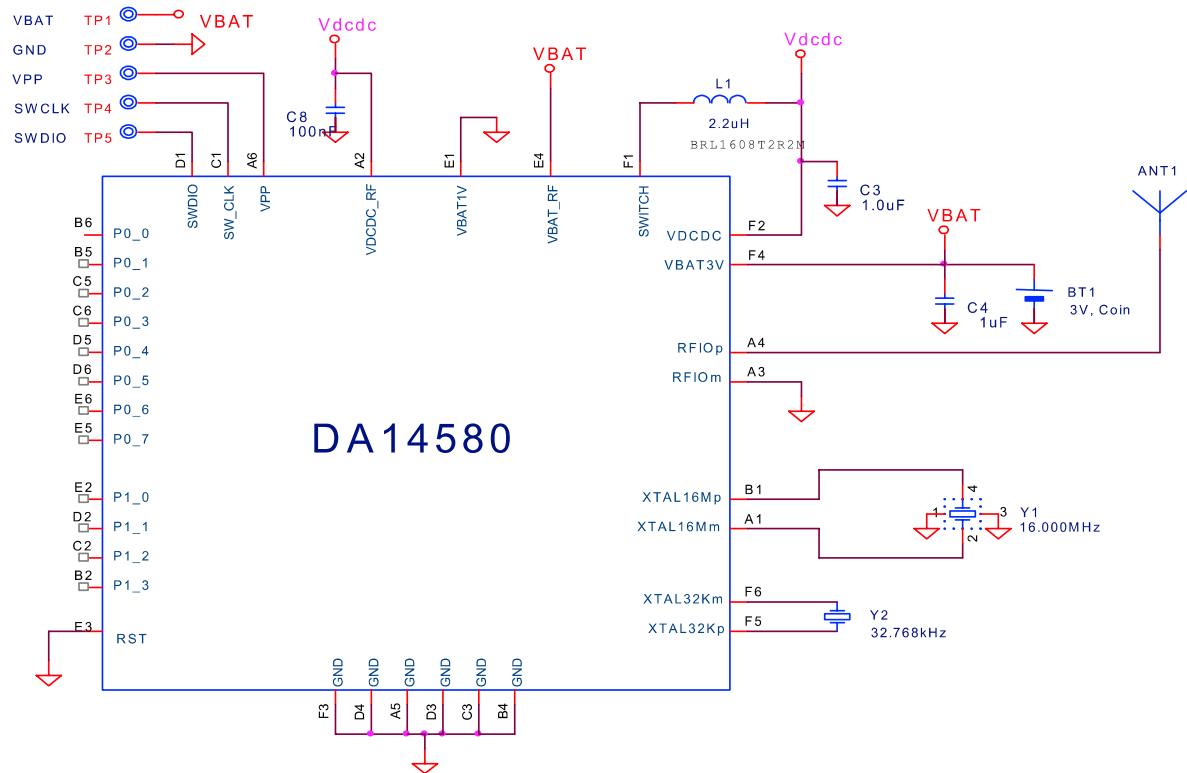 VBAT TP1 VBAT
GND TP2
VPP TP3
SWCLK TP4
SWDIO TP5
Vdcdc
C8
100nF
VBAT
Vdcdc
L1
2.2uH
BRL1608T2R2M
C3
1.0uF
ANT1
VBAT
C4
1uF
BT1
3V, Coin
D1 SWDIO
C1 SW_CLK
A6 VPP
A2 VDCDC_RF
E1 VBAT1V
E4 VBAT_RF
F1 SWITCH
B6 P0_0
B5 P0_1
C5 P0_2
C6 P0_3
D5 P0_4
D6 P0_5
E6 P0_6
E5 P0_7
E2 P1_0
D2 P1_1
C2 P1_2
B2 P1_3
E3 RST
DA14580
VDCDC F2
VBAT3V F4
RFIOp A4
RFIOm A3
XTAL16Mp B1
XTAL16Mm A1
XTAL32Km F6
XTAL32Kp F5
4
1
3
2
Y1
16.000MHz
Y2
32.768kHz
GND GND GND GND GND GND
F3 D4 A5 D3 C3 B4